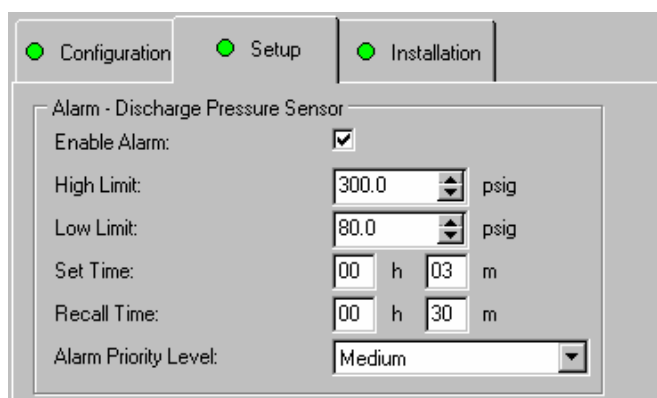 Configuration Setup Installation
Alarm - Discharge Pressure Sensor
Enable Alarm:
High Limit: 300.0 psig
Low Limit: 80.0 psig
Set Time: 00 h 03 m
Recall Time: 00 h 30 m
Alarm Priority Level: Medium